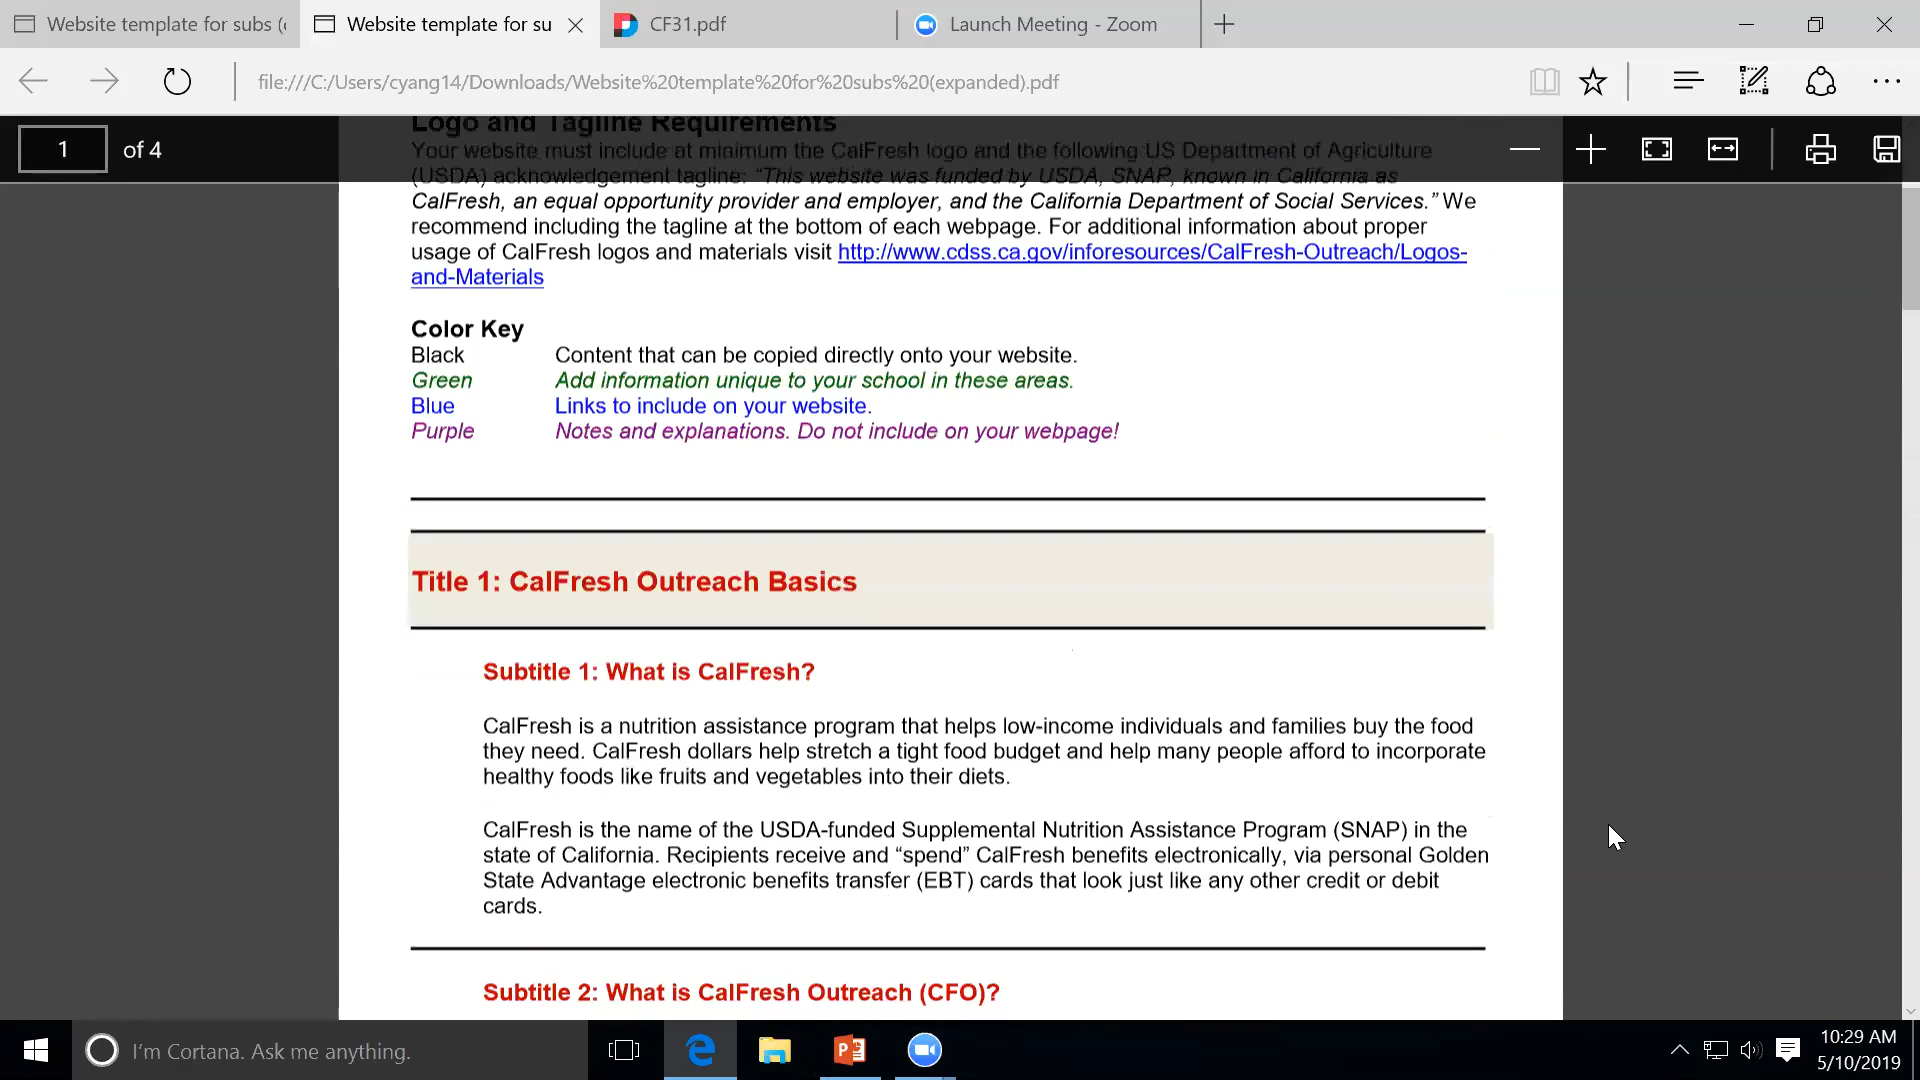 Website template for subs (
Website template for su
CF31.pdf
Launch Meeting - Zoom
file:///C:/Users/cyang14/Downloads/Website%20template%20for%20subs%20(expanded).pdf
1 of 4
Logo and Tagline Requirements
Your website must include at minimum the CalFresh logo and the following US Department of Agriculture
(USDA) acknowledgement tagline: “This website was funded by USDA, SNAP, known in California as
CalFresh, an equal opportunity provider and employer, and the California Department of Social Services.” We
recommend including the tagline at the bottom of each webpage. For additional information about proper
usage of CalFresh logos and materials visit http://www.cdss.ca.gov/inforesources/CalFresh-Outreach/Logos-
and-Materials
Color Key
Black Content that can be copied directly onto your website.
Green Add information unique to your school in these areas.
Blue Links to include on your website.
Purple Notes and explanations. Do not include on your webpage!
Title 1: CalFresh Outreach Basics
Subtitle 1: What is CalFresh?
CalFresh is a nutrition assistance program that helps low-income individuals and families buy the food
they need. CalFresh dollars help stretch a tight food budget and help many people afford to incorporate
healthy foods like fruits and vegetables into their diets.
CalFresh is the name of the USDA-funded Supplemental Nutrition Assistance Program (SNAP) in the
state of California. Recipients receive and “spend” CalFresh benefits electronically, via personal Golden
State Advantage electronic benefits transfer (EBT) cards that look just like any other credit or debit
cards.
Subtitle 2: What is CalFresh Outreach (CFO)?
I'm Cortana. Ask me anything.
10:29 AM
5/10/2019